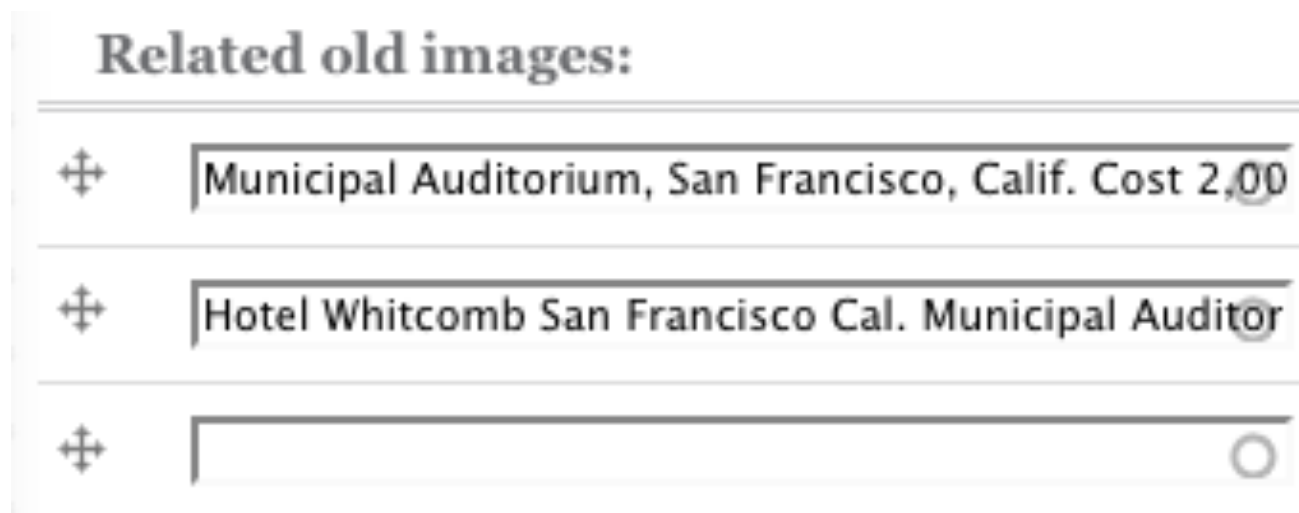 Related old images:
Municipal Auditorium, San Francisco, Calif. Cost 2,00
Hotel Whitcomb San Francisco Cal. Municipal Auditor